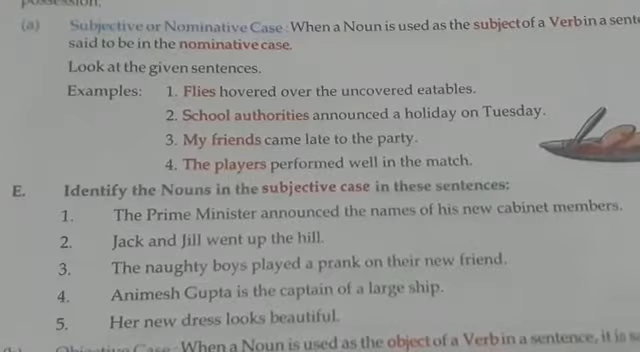 possession.
(a) Subjective or Nominative Case : When a Noun is used as the subject of a Verb in a
said to be in the nominative case.
Look at the given sentences.
Examples: 1. Flies hovered over the uncovered eatables.
2. School authorities announced a holiday on Tuesday.
3. My friends came late to the party.
4. The players performed well in the match.
E. Identify the Nouns in the subjective case in these sentences:
1. The Prime Minister announced the names of his new cabinet members.
2. Jack and Jill went up the hill.
3. The naughty boys played a prank on their new friend.
4. Animesh Gupta is the captain of a large ship.
5. Her new dress looks beautiful.
Objective Case : When a Noun is used as the object of a Verb in a sentence, it is